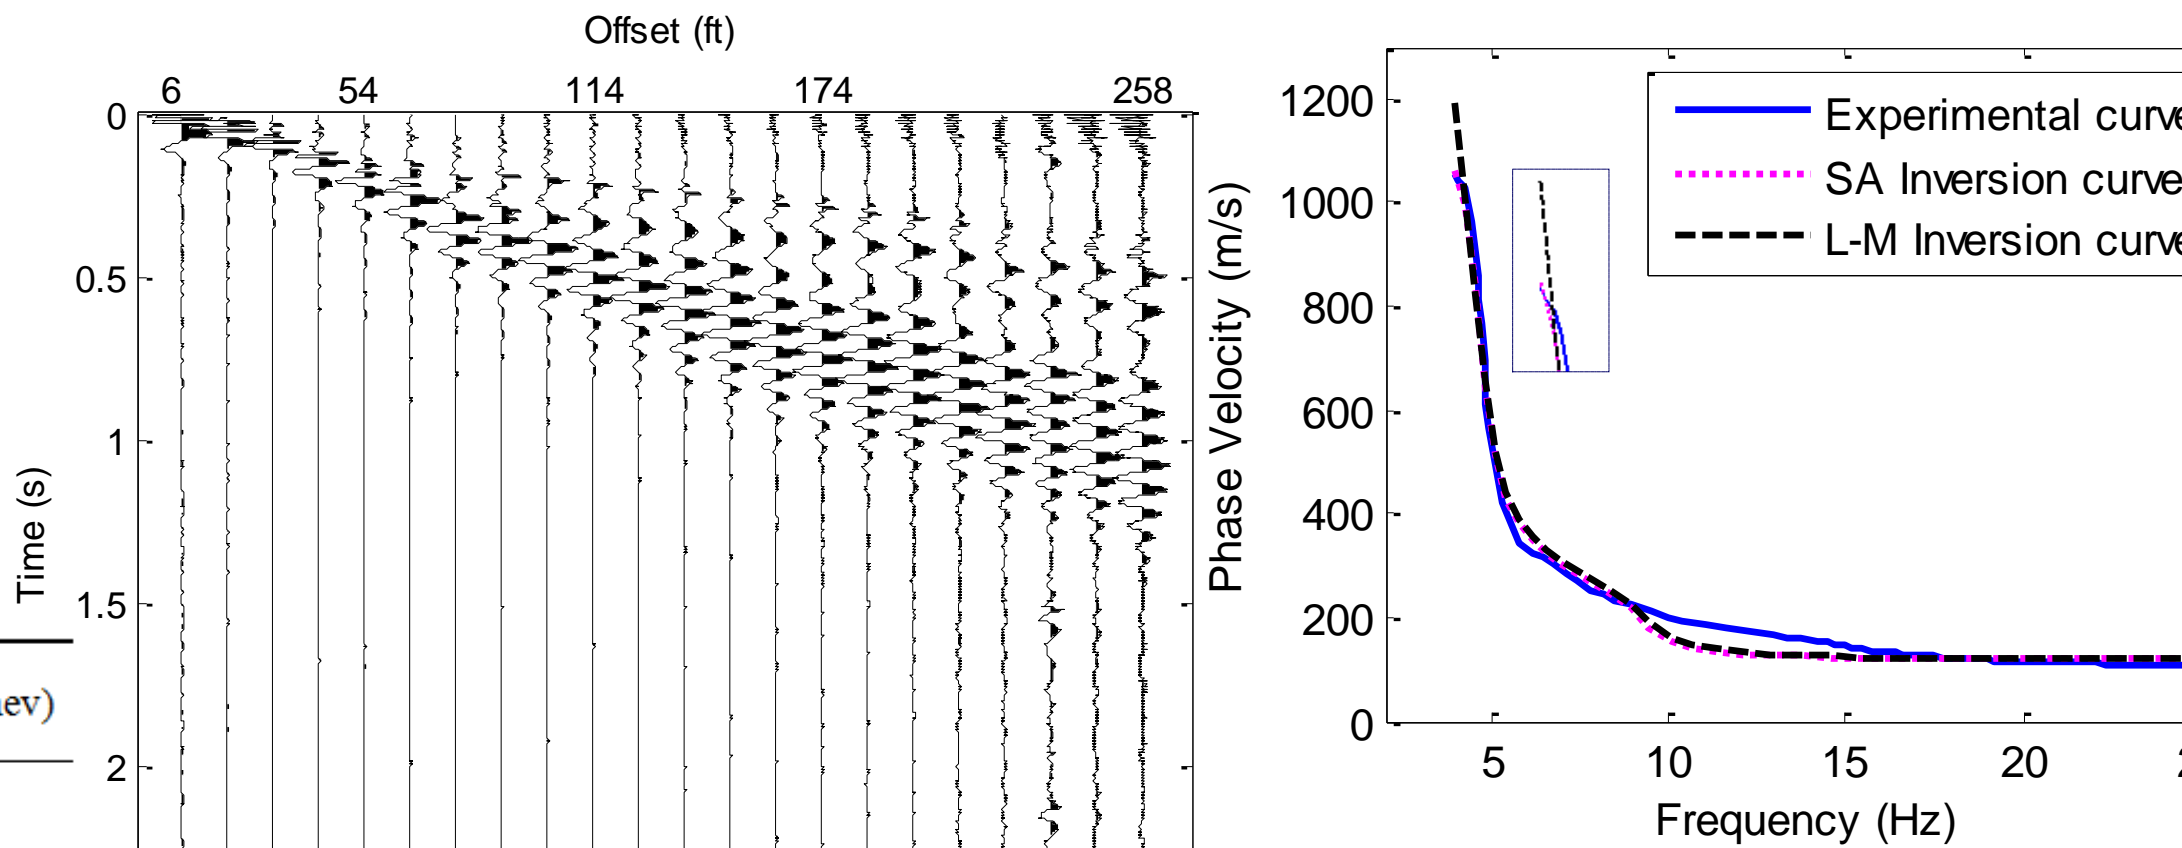 Offset (ft)
6 54 114 174 258
0
0.5
1
1.5
2
Time (s)
ev)
Phase Velocity (m/s)
1200
1000
800
600
400
200
0
Experimental curve
SA Inversion curve
L-M Inversion curve
5 10 15 20
Frequency (Hz)